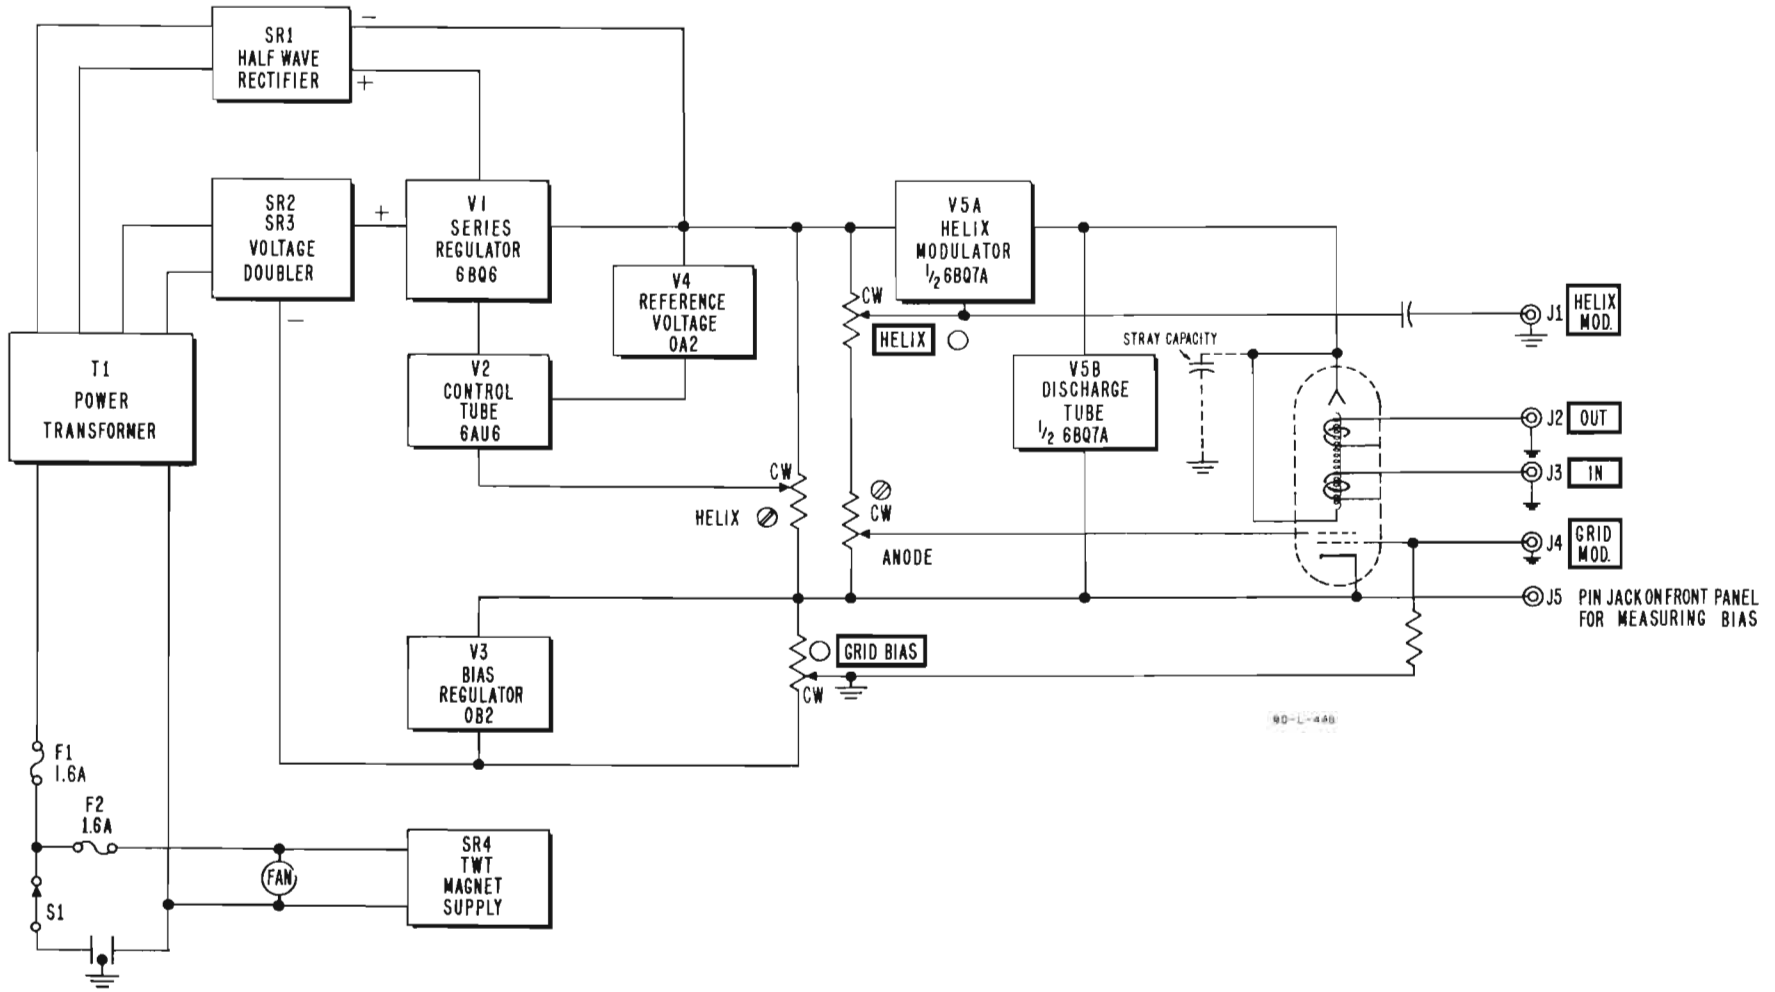 SR1
HALF WAVE
RECTIFIER
−
+
SR2
SR3
VOLTAGE
DOUBLER
+
−
V1
SERIES
REGULATOR
6BQ6
V4
REFERENCE
VOLTAGE
OA2
V5A
HELIX
MODULATOR
1/2 6BQ7A
CW
HELIX
J1
HELIX
MOD.
T1
POWER
TRANSFORMER
V2
CONTROL
TUBE
6AU6
STRAY CAPACITY
V5B
DISCHARGE
TUBE
1/2 6BQ7A
J2
OUT
J3
IN
CW
HELIX
CW
ANODE
J4
GRID
MOD.
J5
PIN JACK ON FRONT PANEL
FOR MEASURING BIAS
V3
BIAS
REGULATOR
OB2
GRID BIAS
CW
BD-L-44B
F1
1.6A
F2
1.6A
FAN
S1
SR4
TWT
MAGNET
SUPPLY